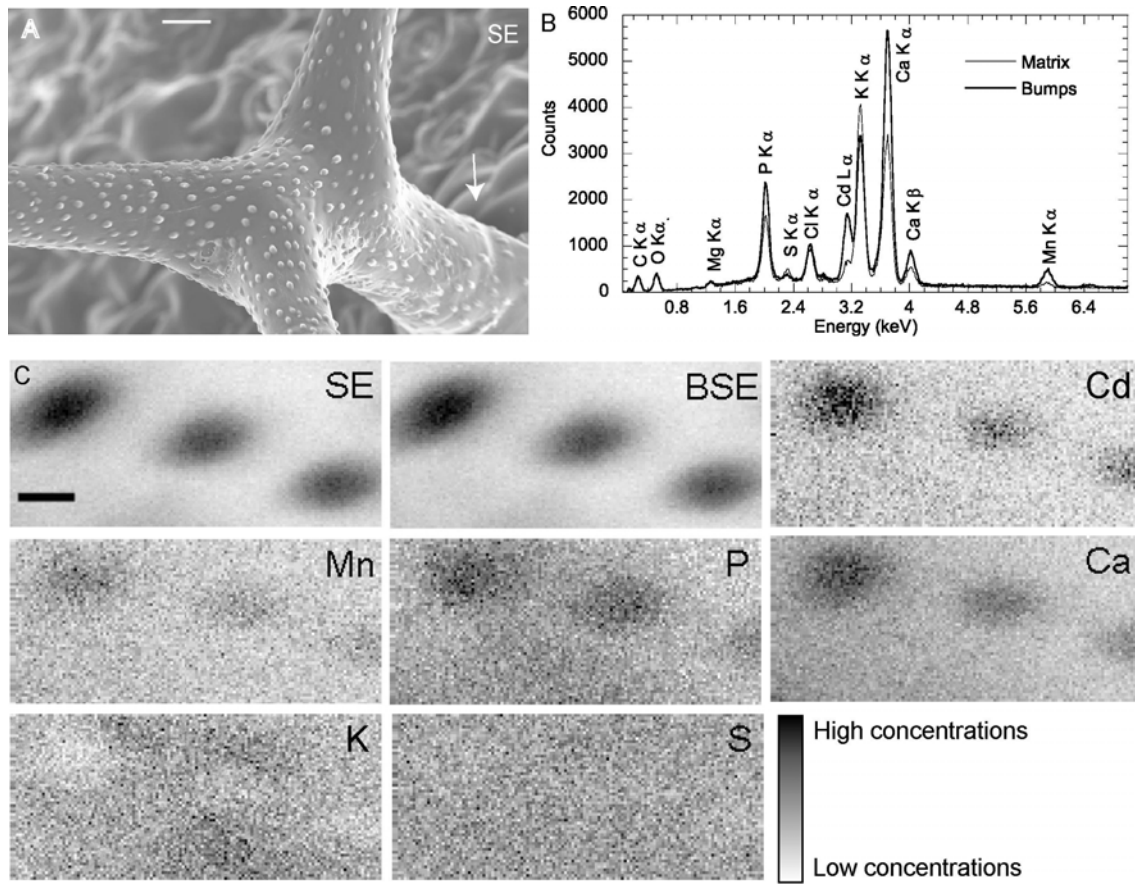 A
SE
B
6000
5000
4000
3000
2000
1000
0
Counts
C Kα
O Kα.
Mg Kα
P Kα
S Kα
Cl Kα
Cd Lα
K Kα
Ca Kα
Ca Kβ
Mn Kα
Matrix
Bumps
0.8 1.6 2.4 3.2 4.0 4.8 5.6 6.4
Energy (keV)
C
SE
BSE
Cd
Mn
P
Ca
K
S
High concentrations
Low concentrations